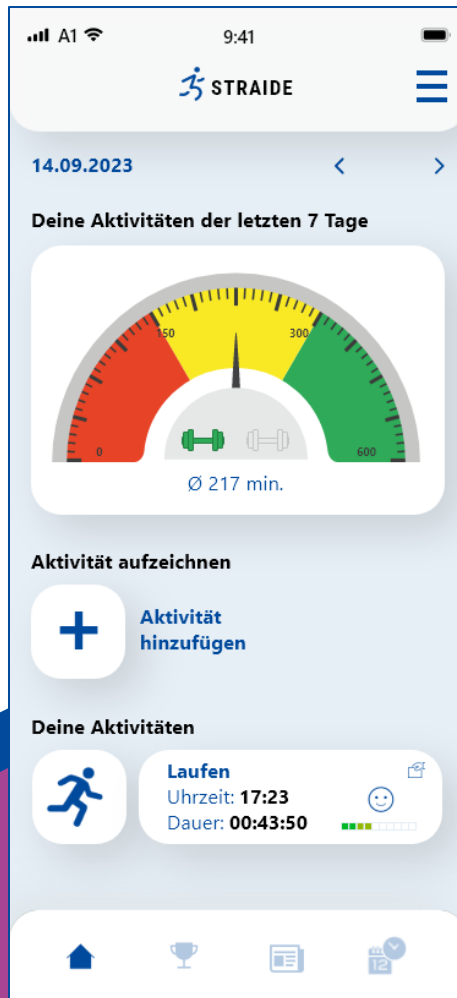 A1 9:41
STRAIDE
14.09.2023
Deine Aktivitäten der letzten 7 Tage
150 300
0 600
Ø 217 min.
Aktivität aufzeichnen
Aktivität
hinzufügen
Deine Aktivitäten
Laufen
Uhrzeit: 17:23
Dauer: 00:43:50
12